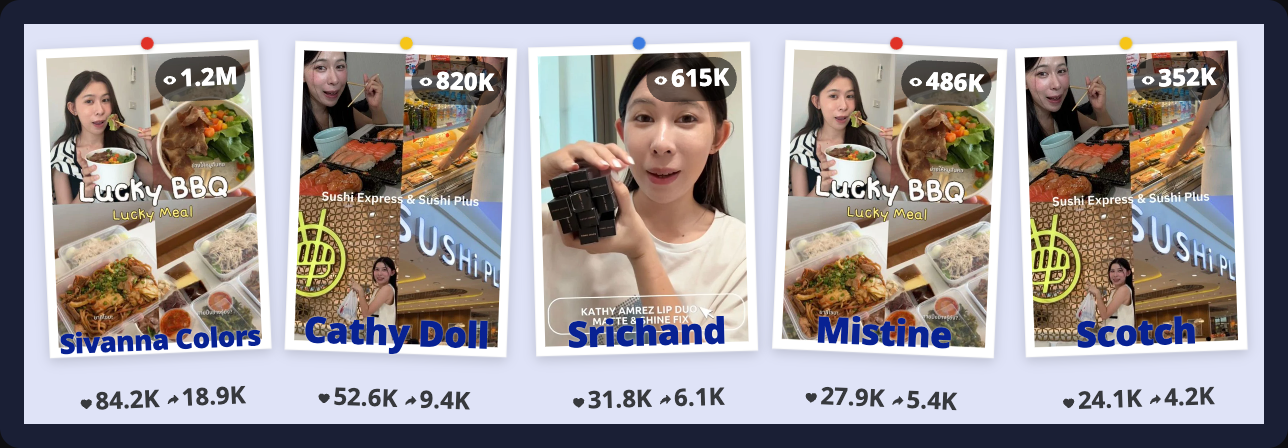 1.2M
Lucky BBQ
Lucky Meal
Sivanna Colors
84.2K 18.9K
820K
Sushi Express & Sushi Plus
SUSHi PL
Cathy Doll
52.6K 9.4K
615K
KATHY AMREZ LIP DUO
MATTE & SHINE FIX
Srichand
31.8K 6.1K
486K
Lucky BBQ
Lucky Meal
Mistine
27.9K 5.4K
352K
Sushi Express & Sushi Plus
SUSHi PL
Scotch
24.1K 4.2K